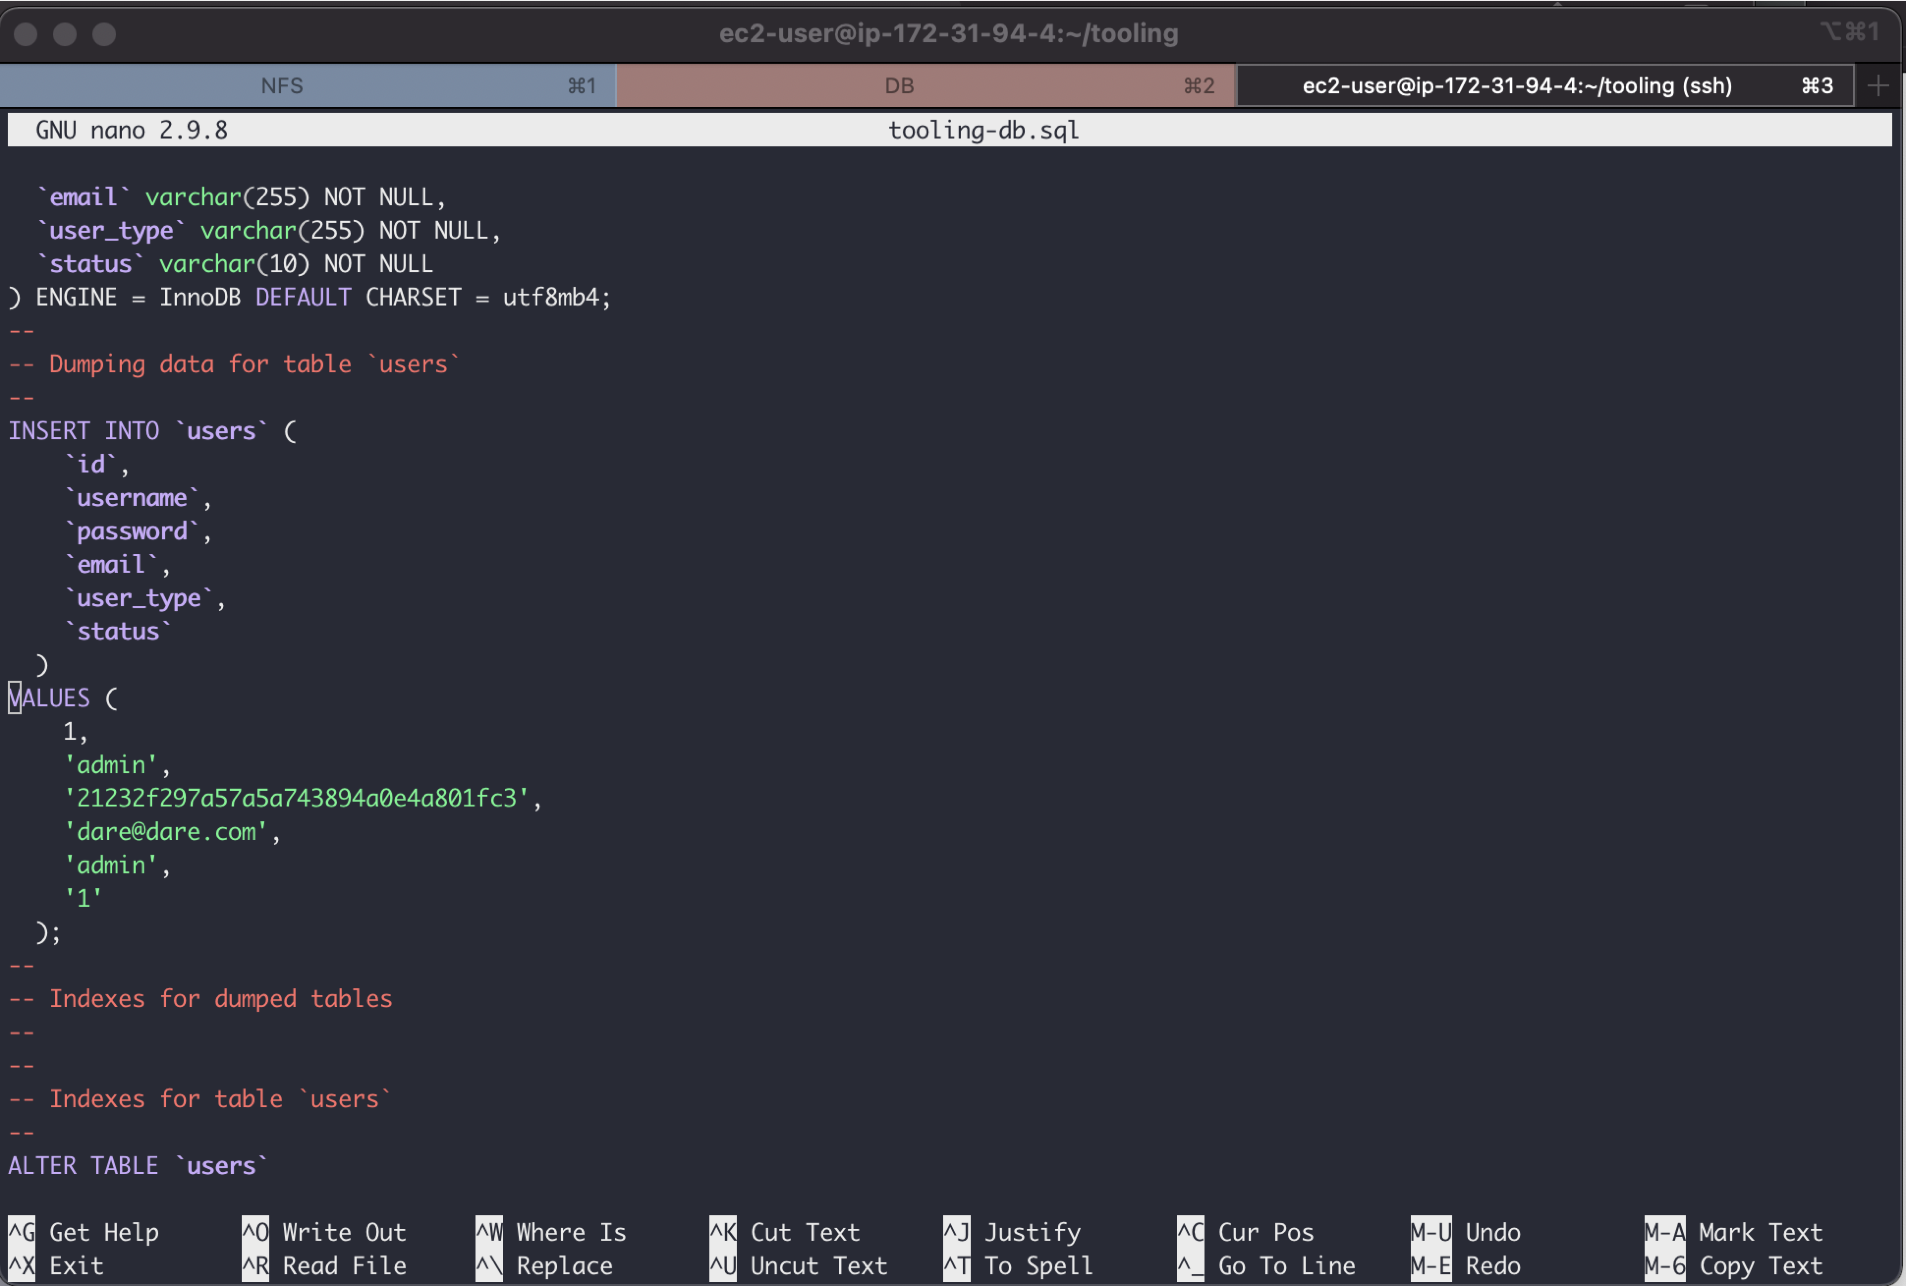 ec2-user@ip-172-31-94-4:~/tooling ⌥⌘1
NFS ⌘1 DB ⌘2 ec2-user@ip-172-31-94-4:~/tooling (ssh) ⌘3 +
GNU nano 2.9.8 tooling-db.sql
`email` varchar(255) NOT NULL,
`user_type` varchar(255) NOT NULL,
`status` varchar(10) NOT NULL
) ENGINE = InnoDB DEFAULT CHARSET = utf8mb4;
--
-- Dumping data for table `users`
--
INSERT INTO `users` (
`id`,
`username`,
`password`,
`email`,
`user_type`,
`status`
)
VALUES (
1,
'admin',
'21232f297a57a5a743894a0e4a801fc3',
'dare@dare.com',
'admin',
'1'
);
--
-- Indexes for dumped tables
--
--
-- Indexes for table `users`
--
ALTER TABLE `users`
^G Get Help ^O Write Out ^W Where Is ^K Cut Text ^J Justify ^C Cur Pos M-U Undo M-A Mark Text
^X Exit ^R Read File ^\ Replace ^U Uncut Text ^T To Spell ^_ Go To Line M-E Redo M-6 Copy Text